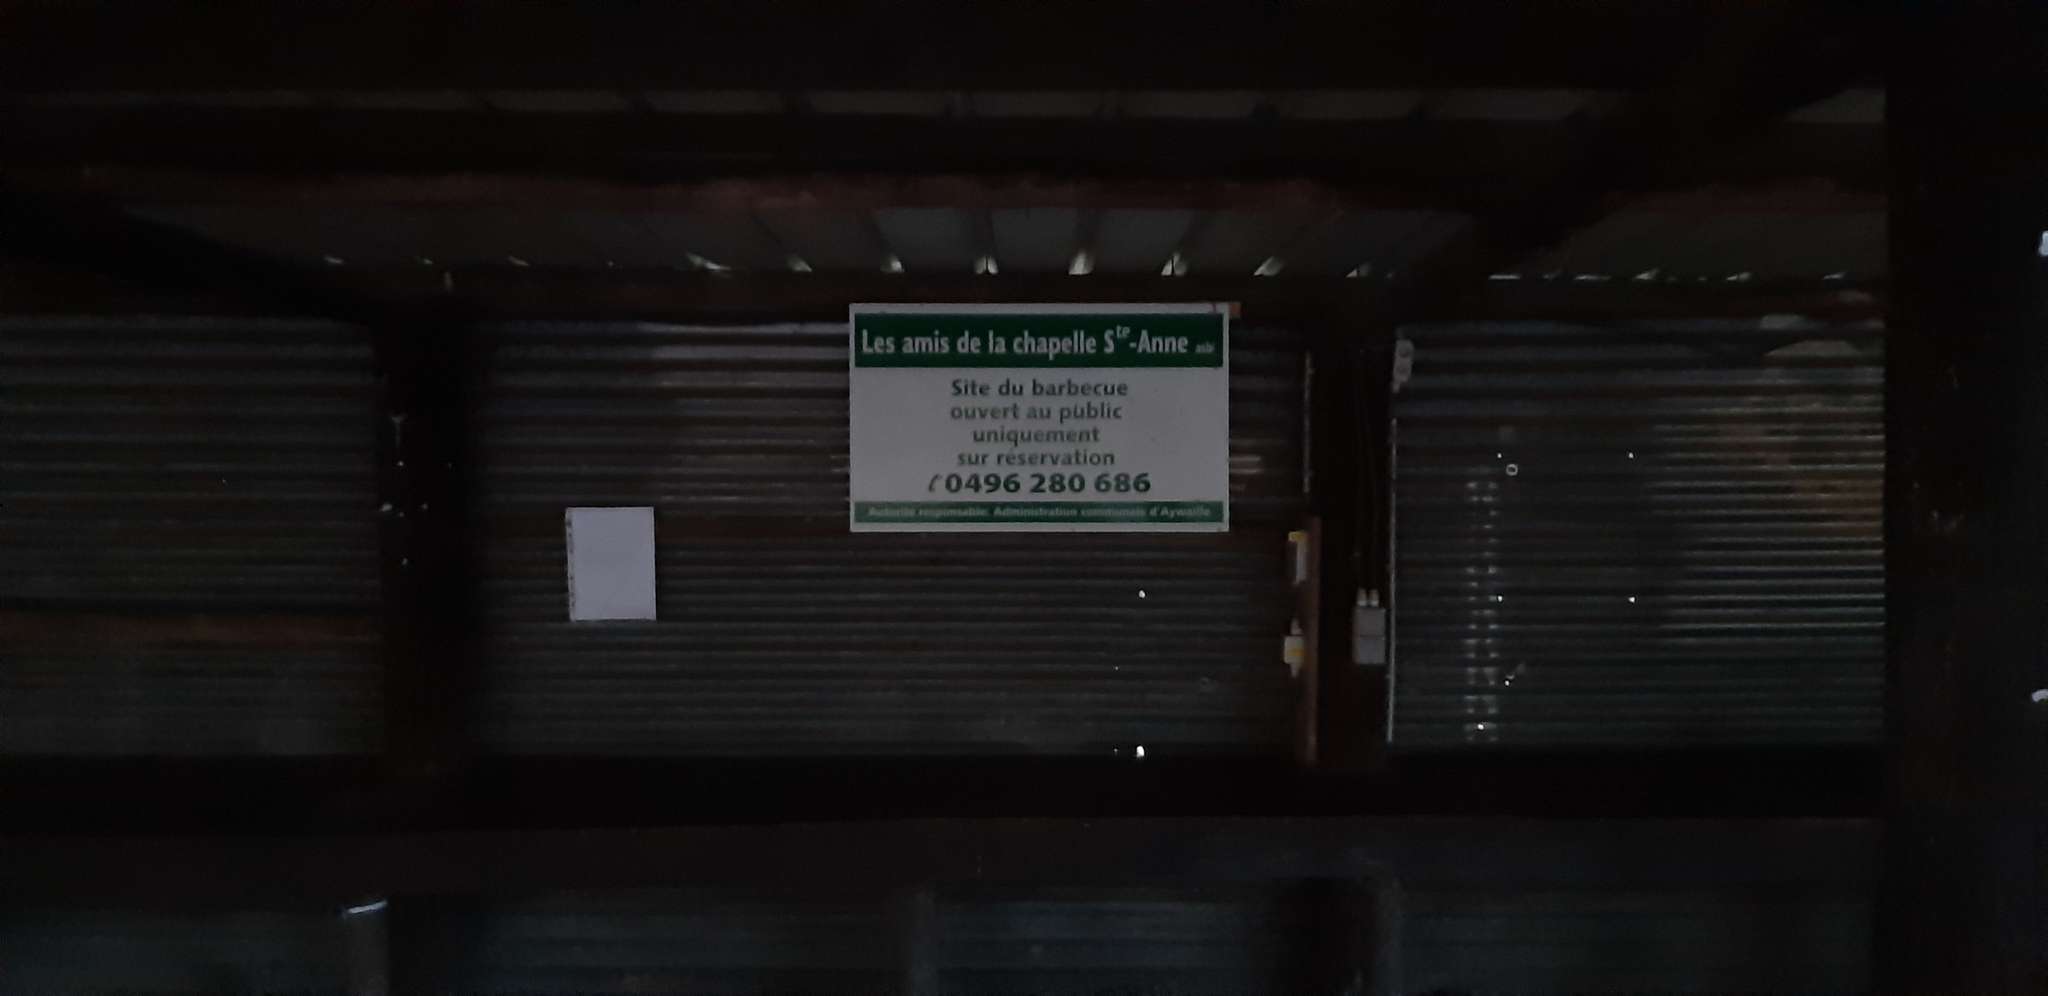 Les amis de la chapelle Ste-Anne asbl
Site du barbecue
ouvert au public
uniquement
sur réservation
✆0496 280 686
Autorité responsable: Administration communale d'Aywaille